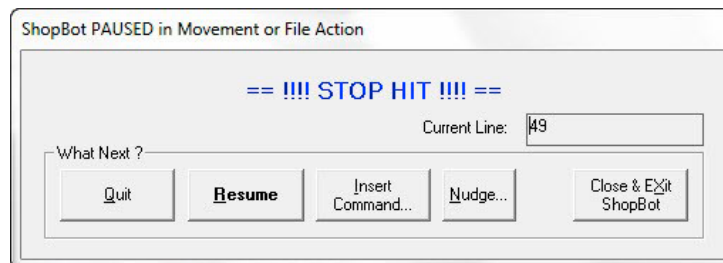 ShopBot PAUSED in Movement or File Action
== !!!! STOP HIT !!!! ==
Current Line: 49
What Next ?
Quit
Resume
Insert
Command...
Nudge...
Close & EXit
ShopBot